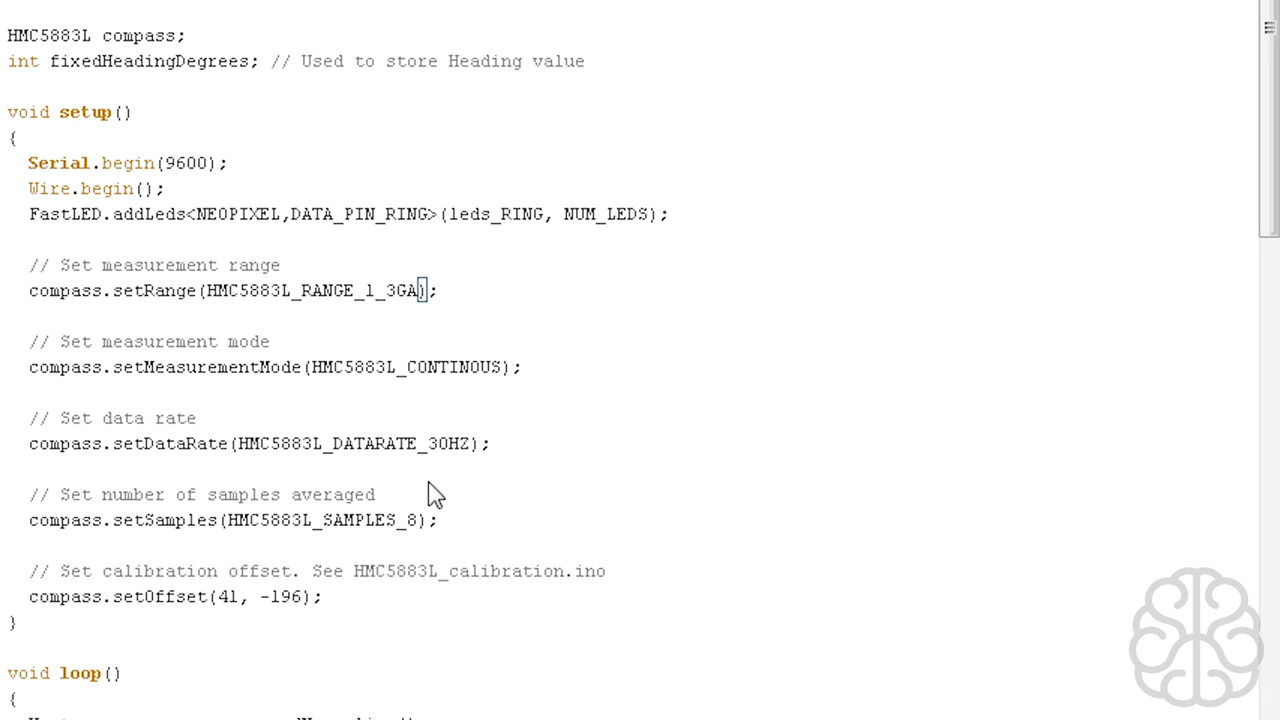 HMC5883L compass;
int fixedHeadingDegrees; // Used to store Heading value
void setup()
{
Serial.begin(9600);
Wire.begin();
FastLED.addLeds<NEOPIXEL,DATA_PIN_RING>(leds_RING, NUM_LEDS);
// Set measurement range
compass.setRange(HMC5883L_RANGE_1_3GA);
// Set measurement mode
compass.setMeasurementMode(HMC5883L_CONTINOUS);
// Set data rate
compass.setDataRate(HMC5883L_DATARATE_30HZ);
// Set number of samples averaged
compass.setSamples(HMC5883L_SAMPLES_8);
// Set calibration offset. See HMC5883L_calibration.ino
compass.setOffset(41, -196);
}
void loop()
{